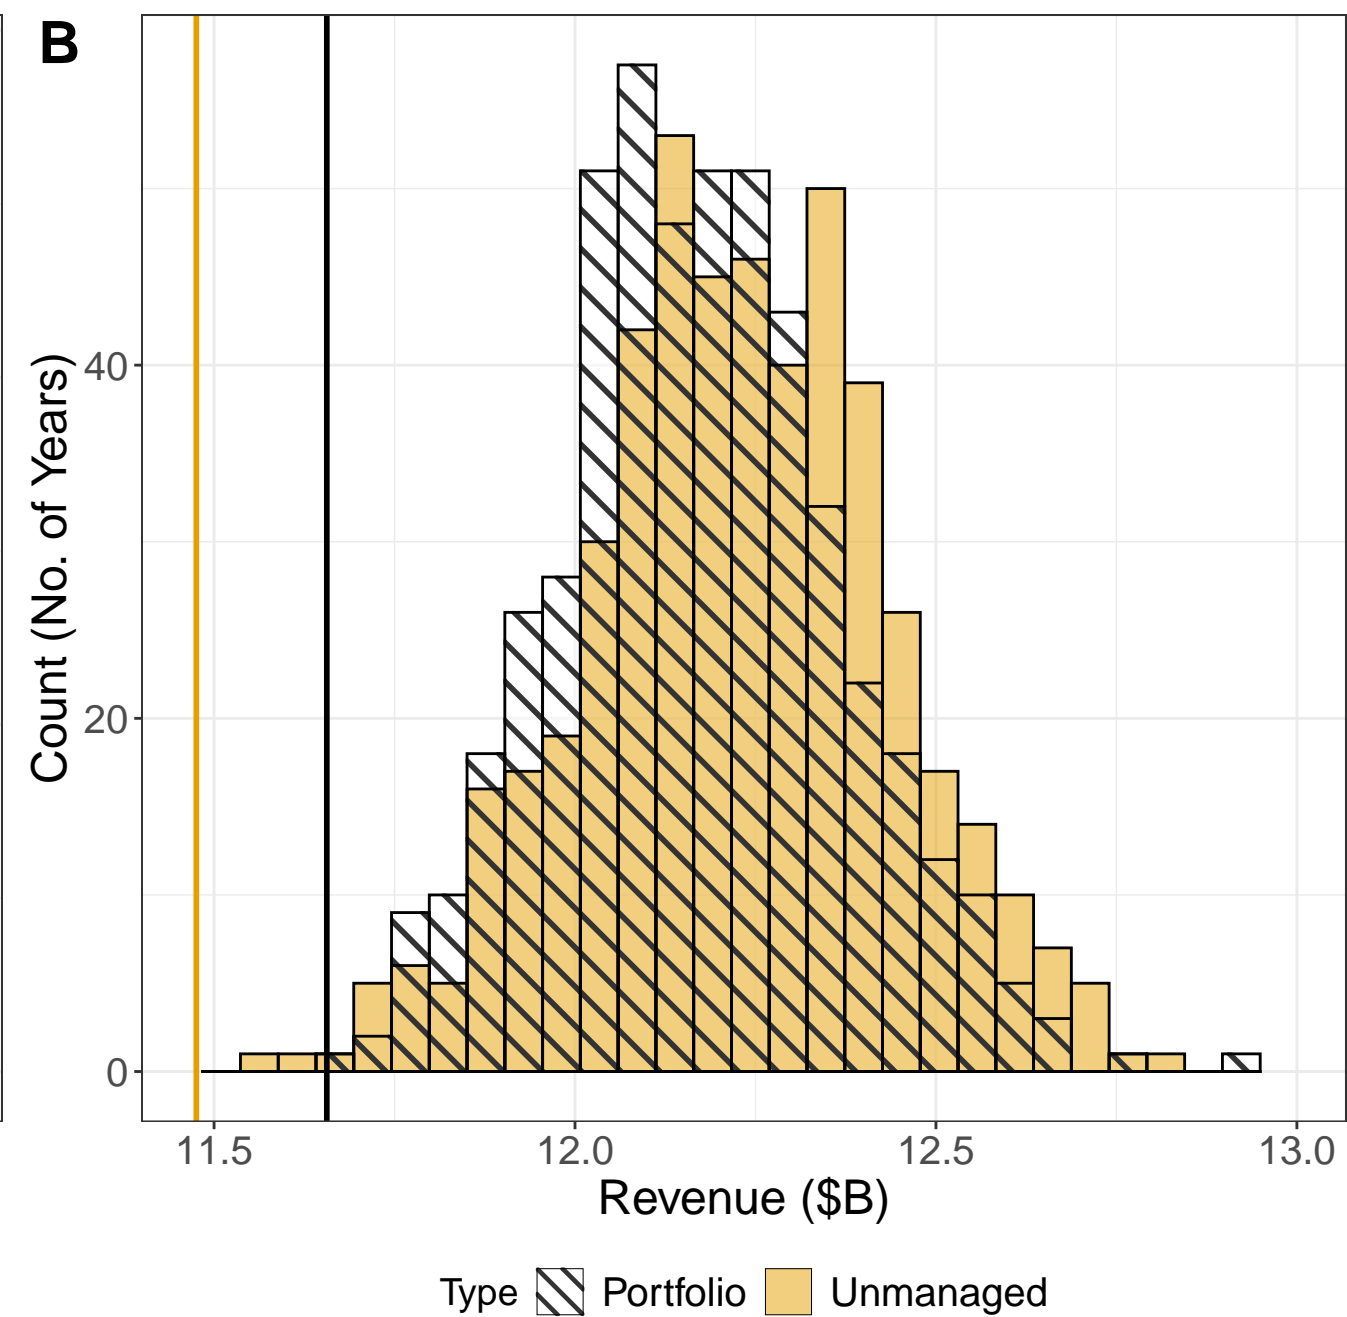 B
Count (No. of Years)
40
20
0
11.5 12.0 12.5 13.0
Revenue ($B)
Type Portfolio Unmanaged